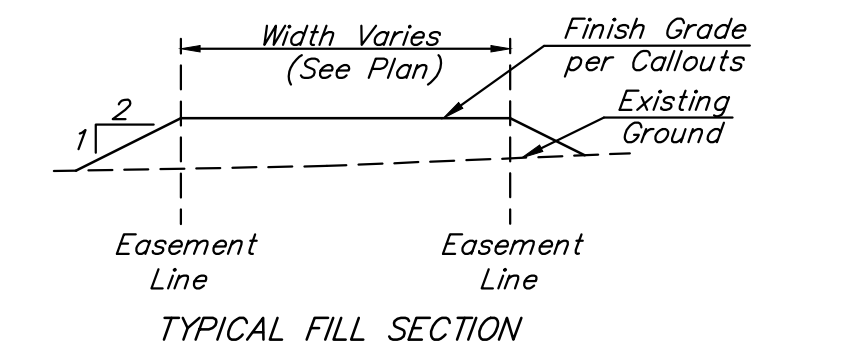 Width Varies
(See Plan)
Finish Grade
per Callouts
Existing
Ground
2
1
Easement
Line
Easement
Line
TYPICAL FILL SECTION